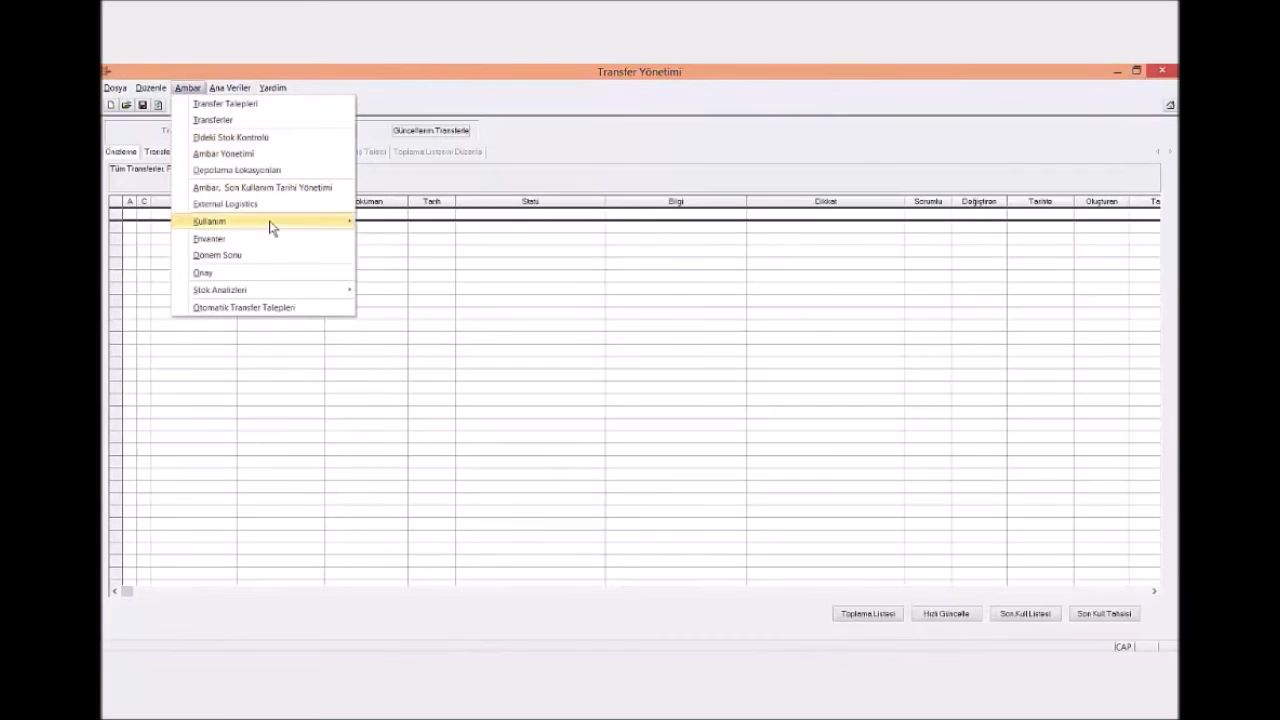 Transfer Yönetimi
Dosya Düzenle Ambar Ana Veriler Yardım
Transfer Talepleri
Transferler
Eldeki Stok Kontrolü
Ambar Yönetimi
Depolama Lokasyonları
Ambar, Son Kullanım Tarihi Yönetimi
External Logistics
Kullanım
Envanter
Dönem Sonu
Onay
Stok Analizleri
Otomatik Transfer Talepleri
Güncellenm Transferle
Önizleme Transfe Toplama Listesini Düzenle
Tüm Transferler, F
A C Tarih Statü Bilgi Dikkat Sorumlu Değiştiren Tarihte Oluşturan Ta
Toplama Listesi Hızlı Güncelle Son.Kull Listesi Son Kull Tahsisi
CAP